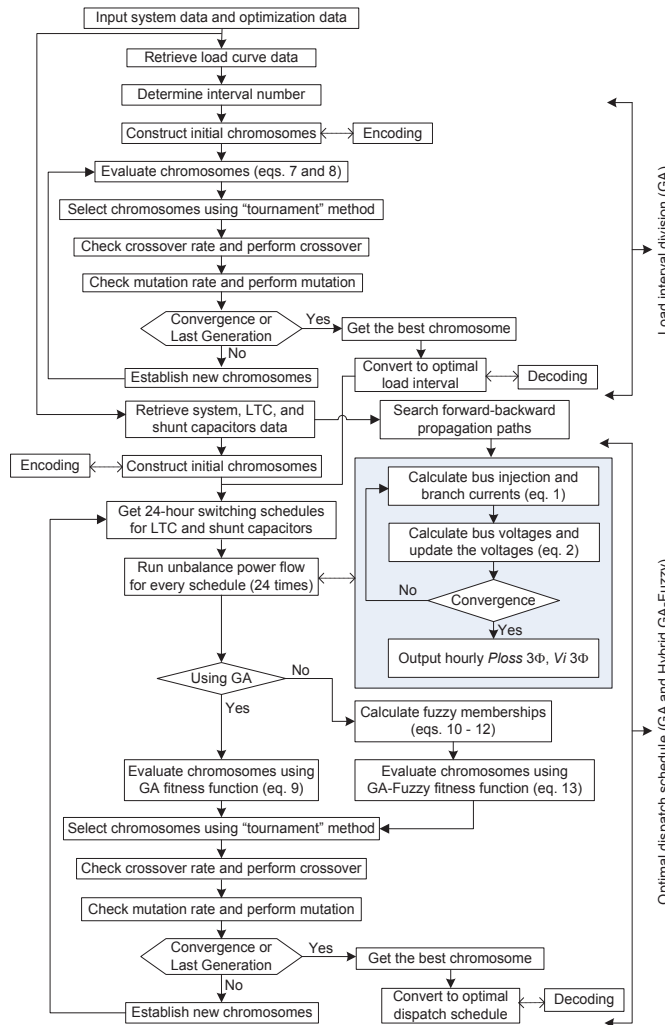 Input system data and optimization data
Retrieve load curve data
Determine interval number
Construct initial chromosomes
Encoding
Evaluate chromosomes (eqs. 7 and 8)
Select chromosomes using “tournament” method
Check crossover rate and perform crossover
Check mutation rate and perform mutation
Convergence or
Last Generation
Yes
Get the best chromosome
No
Establish new chromosomes
Convert to optimal
load interval
Decoding
Load interval division (GA)
Retrieve system, LTC, and
shunt capacitors data
Search forward-backward
propagation paths
Encoding
Construct initial chromosomes
Get 24-hour switching schedules
for LTC and shunt capacitors
Run unbalance power flow
for every schedule (24 times)
Calculate bus injection and
branch currents (eq. 1)
Calculate bus voltages and
update the voltages (eq. 2)
No
Convergence
Yes
Output hourly Ploss 3Φ, Vi 3Φ
Using GA
No
Yes
Calculate fuzzy memberships
(eqs. 10 - 12)
Evaluate chromosomes using
GA fitness function (eq. 9)
Evaluate chromosomes using
GA-Fuzzy fitness function (eq. 13)
Select chromosomes using “tournament” method
Check crossover rate and perform crossover
Check mutation rate and perform mutation
Convergence or
Last Generation
Yes
Get the best chromosome
No
Establish new chromosomes
Convert to optimal
dispatch schedule
Decoding
Optimal dispatch schedule (GA and Hybrid GA-Fuzzy)